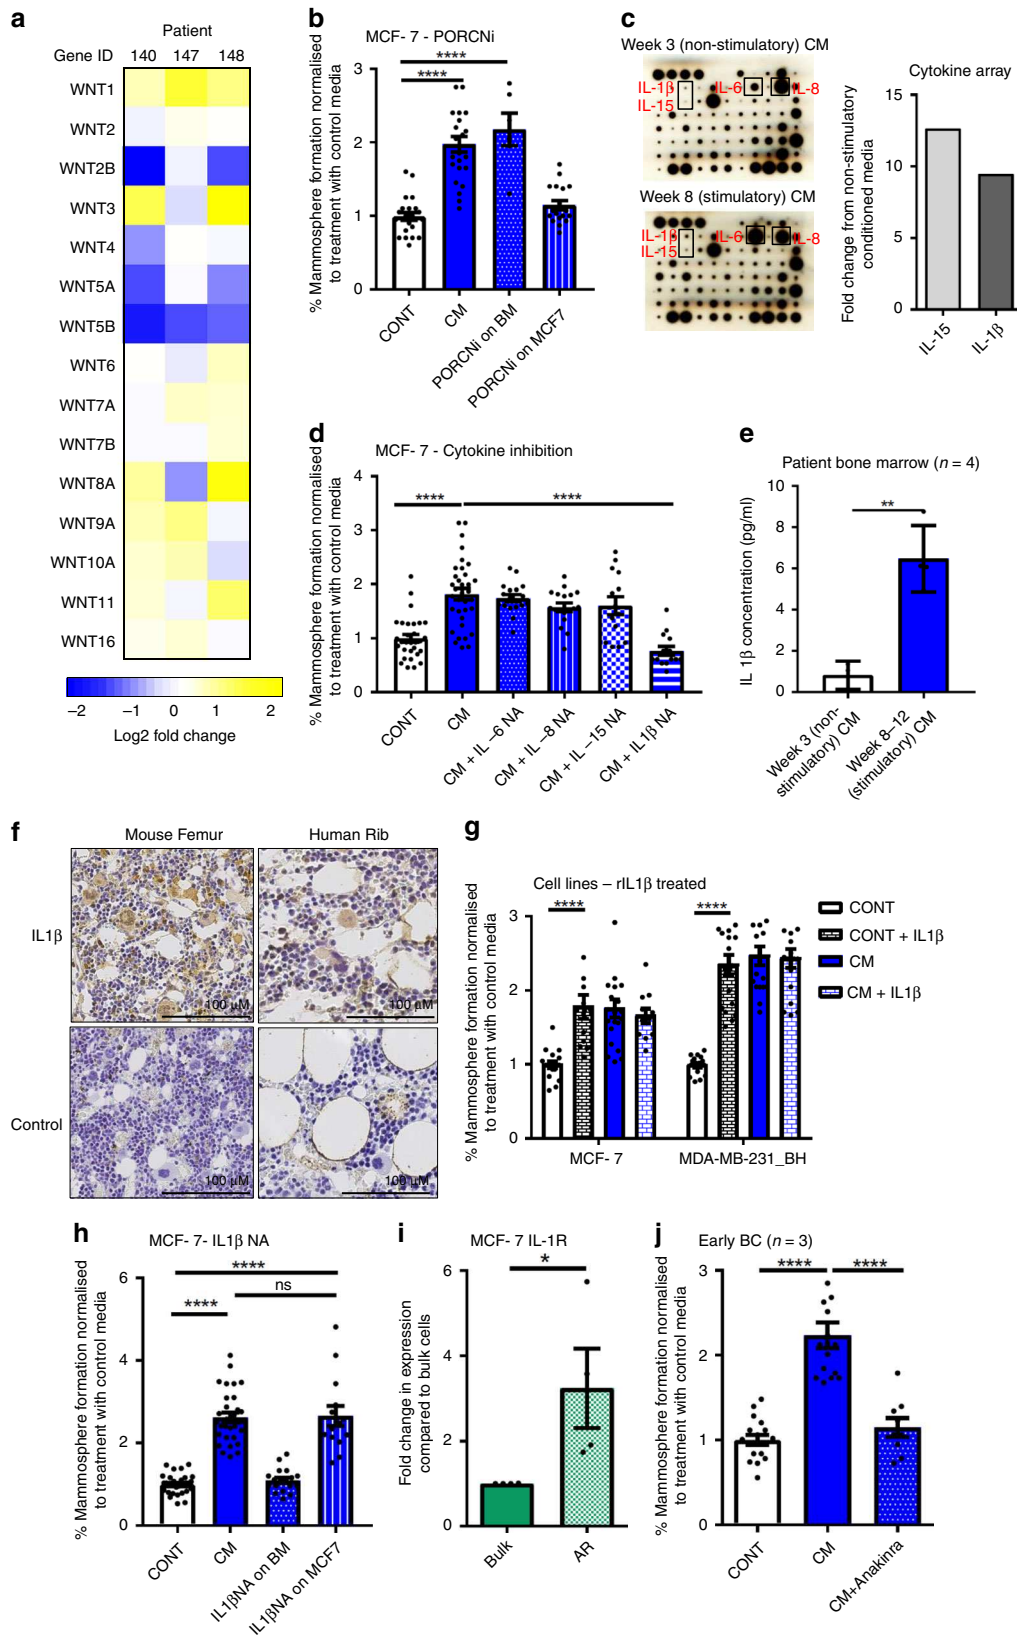 a
Patient
Gene ID 140 147 148
WNT1
WNT2
WNT2B
WNT3
WNT4
WNT5A
WNT5B
WNT6
WNT7A
WNT7B
WNT8A
WNT9A
WNT10A
WNT11
WNT16
−2 −1 0 1 2
Log2 fold change
b
MCF- 7 - PORCNi
% Mammosphere formation normalised
to treatment with control media
3
2
1
0
****
****
CONT
CM
PORCNi on BM
PORCNi on MCF7
c
Week 3 (non-stimulatory) CM
IL-1β
IL-15
IL-6
IL-8
Week 8 (stimulatory) CM
IL-1β
IL-15
IL-6
IL-8
Cytokine array
Fold change from non-stimulatory
conditioned media
15
10
5
0
IL-15
IL-1β
d
MCF- 7 - Cytokine inhibition
% Mammosphere formation normalised
to treatment with control media
4
3
2
1
0
****
****
CONT
CM
CM + IL −6 NA
CM + IL −8 NA
CM + IL −15 NA
CM + IL1β NA
e
Patient bone marrow (n = 4)
IL 1β concentration (pg/ml)
10
8
6
4
2
0
**
Week 3 (non-
stimulatory) CM
Week 8–12
(stimulatory) CM
f
Mouse Femur
Human Rib
IL1β
100 µM
100 µM
Control
100 µM
100 µM
g
Cell lines – rIL1β treated
% Mammosphere formation normalised
to treatment with control media
3
2
1
0
****
****
MCF- 7
MDA-MB-231_BH
CONT
CONT + IL1β
CM
CM + IL1β
h
MCF- 7- IL1β NA
% Mammosphere formation normalised
to treatment with control media
6
4
2
0
****
ns
****
CONT
CM
IL1βNA on BM
IL1βNA on MCF7
i
MCF-7 IL-1R
Fold change in expression
compared to bulk cells
6
4
2
0
*
Bulk
AR
j
Early BC (n = 3)
% Mammosphere formation normalised
to treatment with control media
3
2
1
0
****
****
CONT
CM
CM+Anakinra